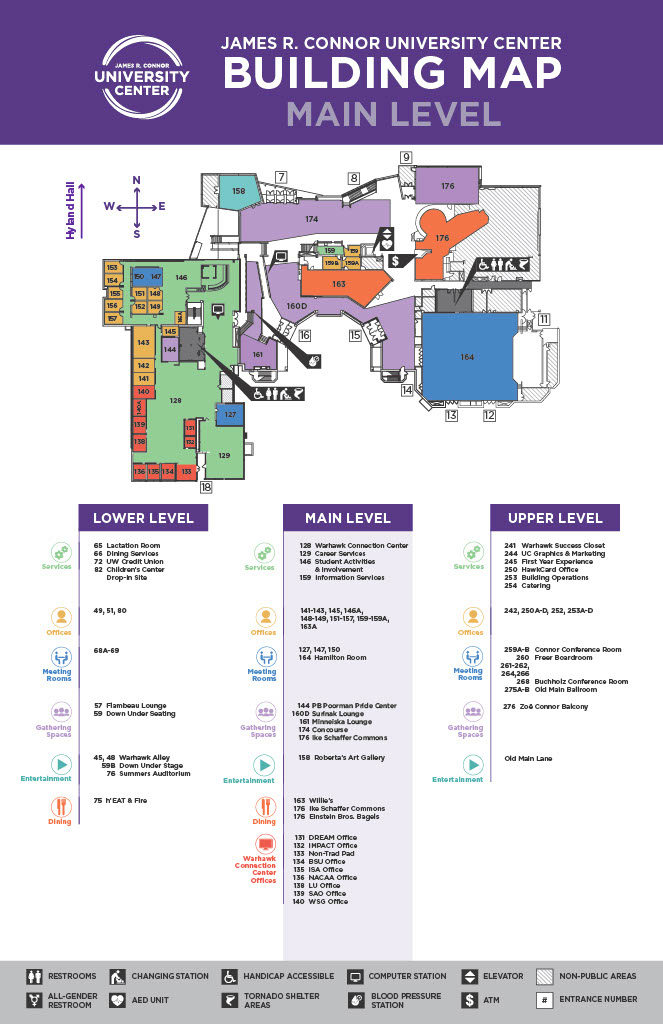 JAMES R. CONNOR
UNIVERSITY
CENTER
JAMES R. CONNOR UNIVERSITY CENTER
BUILDING MAP
MAIN LEVEL
Hyland Hall
N
W E
S
7
8
9
158
174
176
176
$
159
159
159B 159A
163
160D
153
154
155
156
157
150 147
151 148
152 149
146
143
142
141
145
144
161
16
15
164
11
14
13
12
140
140A
139
138
128
131
132
127
129
136 135 134 133
18
LOWER LEVEL
Services
65 Lactation Room
66 Dining Services
72 UW Credit Union
82 Children's Center
Drop-In Site
Offices
49, 51, 80
Meeting
Rooms
68A-69
Gathering
Spaces
57 Flambeau Lounge
59 Down Under Seating
Entertainment
45, 48 Warhawk Alley
59B Down Under Stage
76 Summers Auditorium
Dining
75 h'EAT & Fire
MAIN LEVEL
Services
128 Warhawk Connection Center
129 Career Services
146 Student Activities
& Involvement
159 Information Services
Offices
141-143, 145, 146A,
148-149, 151-157, 159-159A,
163A
Meeting
Rooms
127, 147, 150
164 Hamilton Room
Gathering
Spaces
144 PB Poorman Pride Center
160D Surinak Lounge
161 Minneiska Lounge
174 Concourse
176 Ike Schaffer Commons
Entertainment
158 Roberta's Art Gallery
Dining
163 Willie's
176 Ike Schaffer Commons
176 Einstein Bros. Bagels
Warhawk
Connection
Center
Offices
131 DREAM Office
132 IMPACT Office
133 Non-Trad Pad
134 BSU Office
135 ISA Office
136 NACAA Office
138 LU Office
139 SAO Office
140 WSG Office
UPPER LEVEL
Services
241 Warhawk Success Closet
244 UC Graphics & Marketing
245 First Year Experience
250 HawkCard Office
253 Building Operations
254 Catering
Offices
242, 250A-D, 252, 253A-D
Meeting
Rooms
259A-B Connor Conference Room
260 Freer Boardroom
261-262,
264,266
268 Buchholz Conference Room
275A-B Old Main Ballroom
Gathering
Spaces
276 Zoë Connor Balcony
Entertainment
Old Main Lane
RESTROOMS
CHANGING STATION
HANDICAP ACCESSIBLE
COMPUTER STATION
ELEVATOR
NON-PUBLIC AREAS
ALL-GENDER
RESTROOM
AED UNIT
TORNADO SHELTER
AREAS
BLOOD PRESSURE
STATION
$ ATM
# ENTRANCE NUMBER